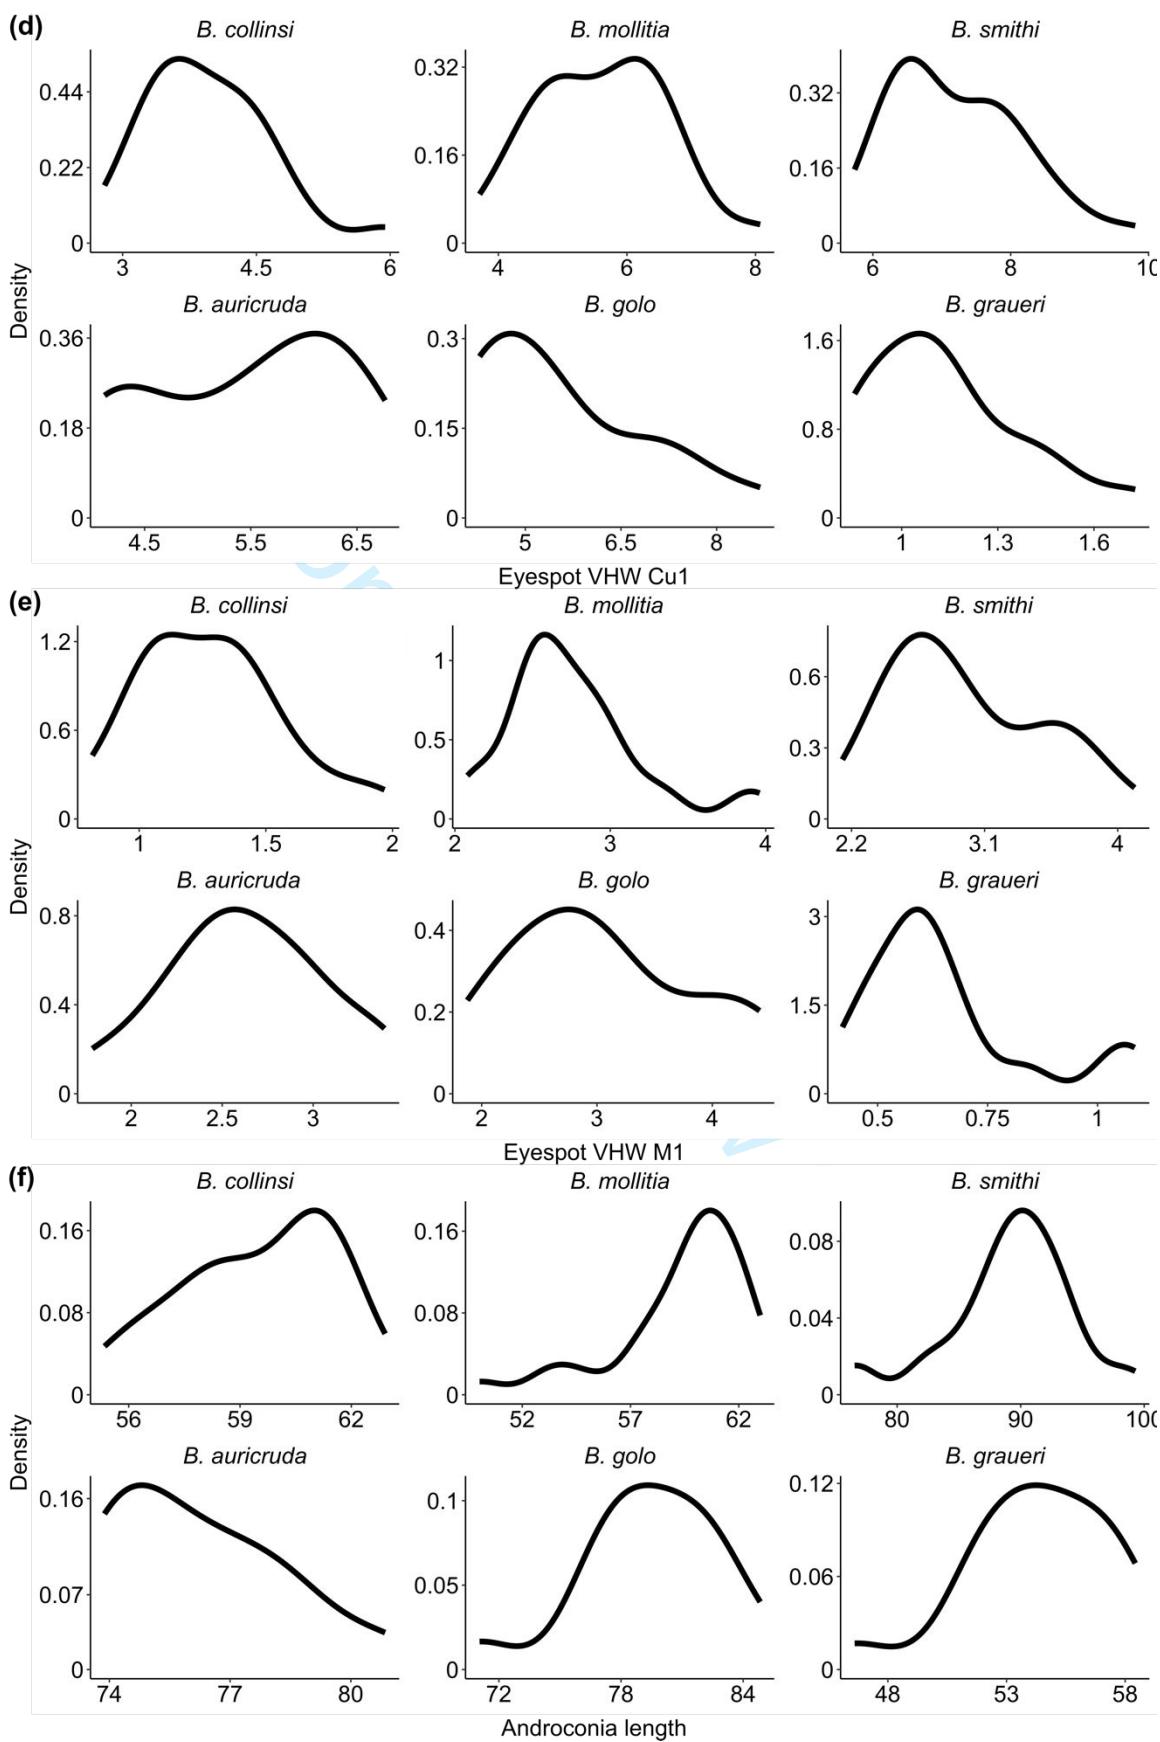 (d)
B. collinsi B. mollitia B. smithi
0.44 0.32 0.32
0.22 0.16 0.16
0 0 0
3 4.5 6 4 6 8 6 8 10
Density
B. auricruda B. golo B. graueri
0.36 0.3 1.6
0.18 0.15 0.8
0 0 0
4.5 5.5 6.5 5 6.5 8 1 1.3 1.6
Eyespot VHW Cu1
(e)
B. collinsi B. mollitia B. smithi
1.2 1 0.6
0.6 0.5 0.3
0 0 0
1 1.5 2 2 3 4 2.2 3.1 4
Density
B. auricruda B. golo B. graueri
0.8 0.4 3
0.4 0.2 1.5
0 0 0
2 2.5 3 2 3 4 0.5 0.75 1
Eyespot VHW M1
(f)
B. collinsi B. mollitia B. smithi
0.16 0.16 0.08
0.08 0.08 0.04
0 0 0
56 59 62 52 57 62 80 90 100
Density
B. auricruda B. golo B. graueri
0.16 0.1 0.12
0.07 0.05 0.06
0 0 0
74 77 80 72 78 84 48 53 58
Androconia length